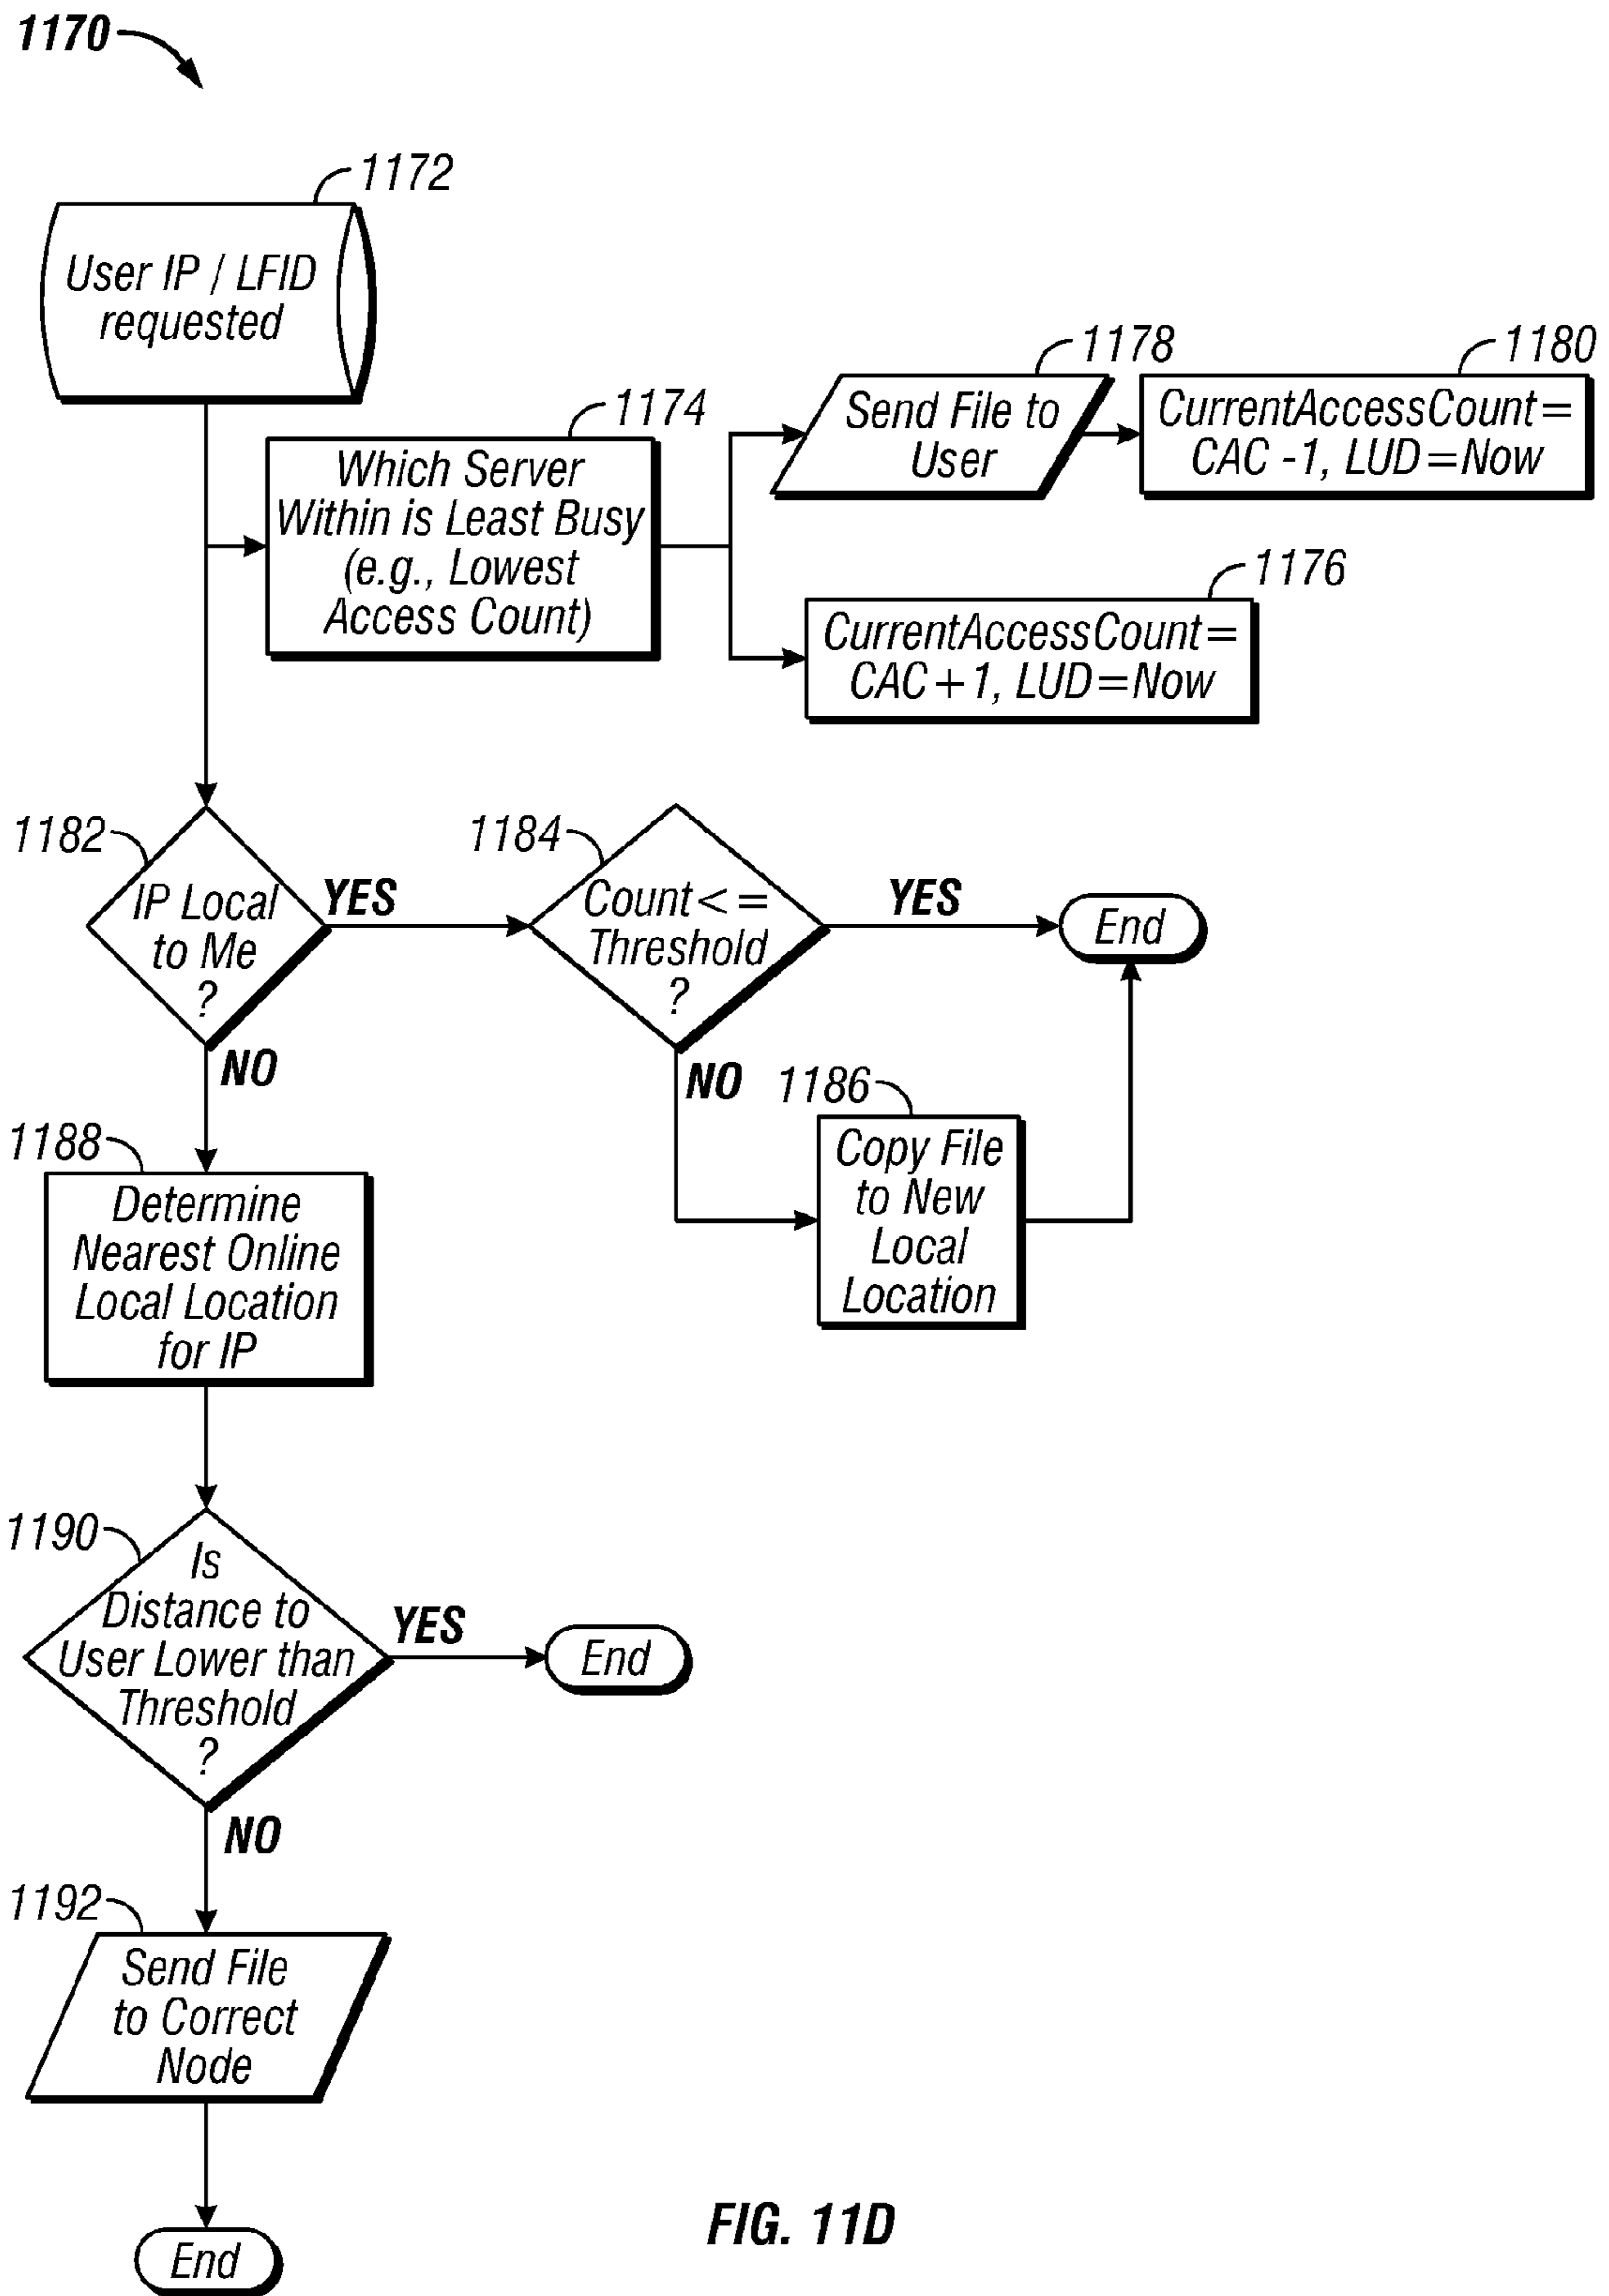 1170
1172
User IP / LFID
requested
1174
Which Server
Within is Least Busy
(e.g., Lowest
Access Count)
1178
Send File to
User
1180
CurrentAccessCount=
CAC -1, LUD=Now
1176
CurrentAccessCount=
CAC+1, LUD=Now
1182
IP Local
to Me
?
YES
NO
1184
Count<=
Threshold
?
YES
NO
End
1186
Copy File
to New
Local
Location
1188
Determine
Nearest Online
Local Location
for IP
1190
Is
Distance to
User Lower than
Threshold
?
YES
End
NO
1192
Send File
to Correct
Node
End
FIG. 11D